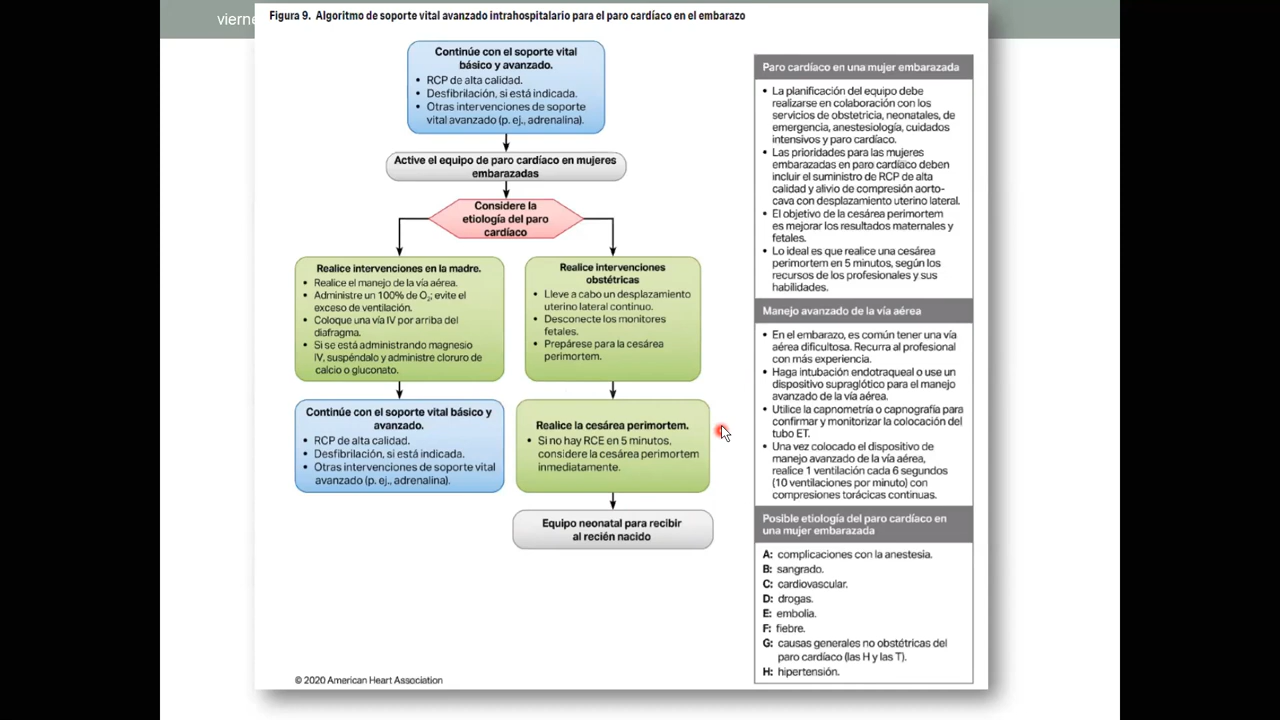 vierne
Figura 9. Algoritmo de soporte vital avanzado intrahospitalario para el paro cardíaco en el embarazo
Continúe con el soporte vital
básico y avanzado.
• RCP de alta calidad.
• Desfibrilación, si está indicada.
• Otras intervenciones de soporte
vital avanzado (p. ej., adrenalina).
Active el equipo de paro cardíaco en mujeres
embarazadas
Considere la
etiología del paro
cardíaco
Realice intervenciones en la madre.
• Realice el manejo de la vía aérea.
• Administre un 100% de O₂; evite el
exceso de ventilación.
• Coloque una vía IV por arriba del
diafragma.
• Si se está administrando magnesio
IV, suspéndalo y administre cloruro de
calcio o gluconato.
Continúe con el soporte vital básico y
avanzado.
• RCP de alta calidad.
• Desfibrilación, si está indicada.
• Otras intervenciones de soporte vital
avanzado (p. ej., adrenalina).
Realice intervenciones
obstétricas
• Lleve a cabo un desplazamiento
uterino lateral continuo.
• Desconecte los monitores
fetales.
• Prepárese para la cesárea
perimortem.
Realice la cesárea perimortem.
• Si no hay RCE en 5 minutos,
considere la cesárea perimortem
inmediatamente.
Equipo neonatal para recibir
al recién nacido
Paro cardíaco en una mujer embarazada
• La planificación del equipo debe
realizarse en colaboración con los
servicios de obstetricia, neonatales, de
emergencia, anestesiología, cuidados
intensivos y paro cardíaco.
• Las prioridades para las mujeres
embarazadas en paro cardíaco deben
incluir el suministro de RCP de alta
calidad y alivio de compresión aorto-
cava con desplazamiento uterino lateral.
• El objetivo de la cesárea perimortem
es mejorar los resultados maternales y
fetales.
• Lo ideal es que realice una cesárea
perimortem en 5 minutos, según los
recursos de los profesionales y sus
habilidades.
Manejo avanzado de la vía aérea
• En el embarazo, es común tener una vía
aérea dificultosa. Recurra al profesional
con más experiencia.
• Haga intubación endotraqueal o use un
dispositivo supraglótico para el manejo
avanzado de la vía aérea.
• Utilice la capnometría o capnografía para
confirmar y monitorizar la colocación del
tubo ET.
• Una vez colocado el dispositivo de
manejo avanzado de la vía aérea,
realice 1 ventilación cada 6 segundos
(10 ventilaciones por minuto) con
compresiones torácicas continuas.
Posible etiología del paro cardíaco en
una mujer embarazada
A: complicaciones con la anestesia.
B: sangrado.
C: cardiovascular.
D: drogas.
E: embolia.
F: fiebre.
G: causas generales no obstétricas del
paro cardíaco (las H y las T).
H: hipertensión.
© 2020 American Heart Association